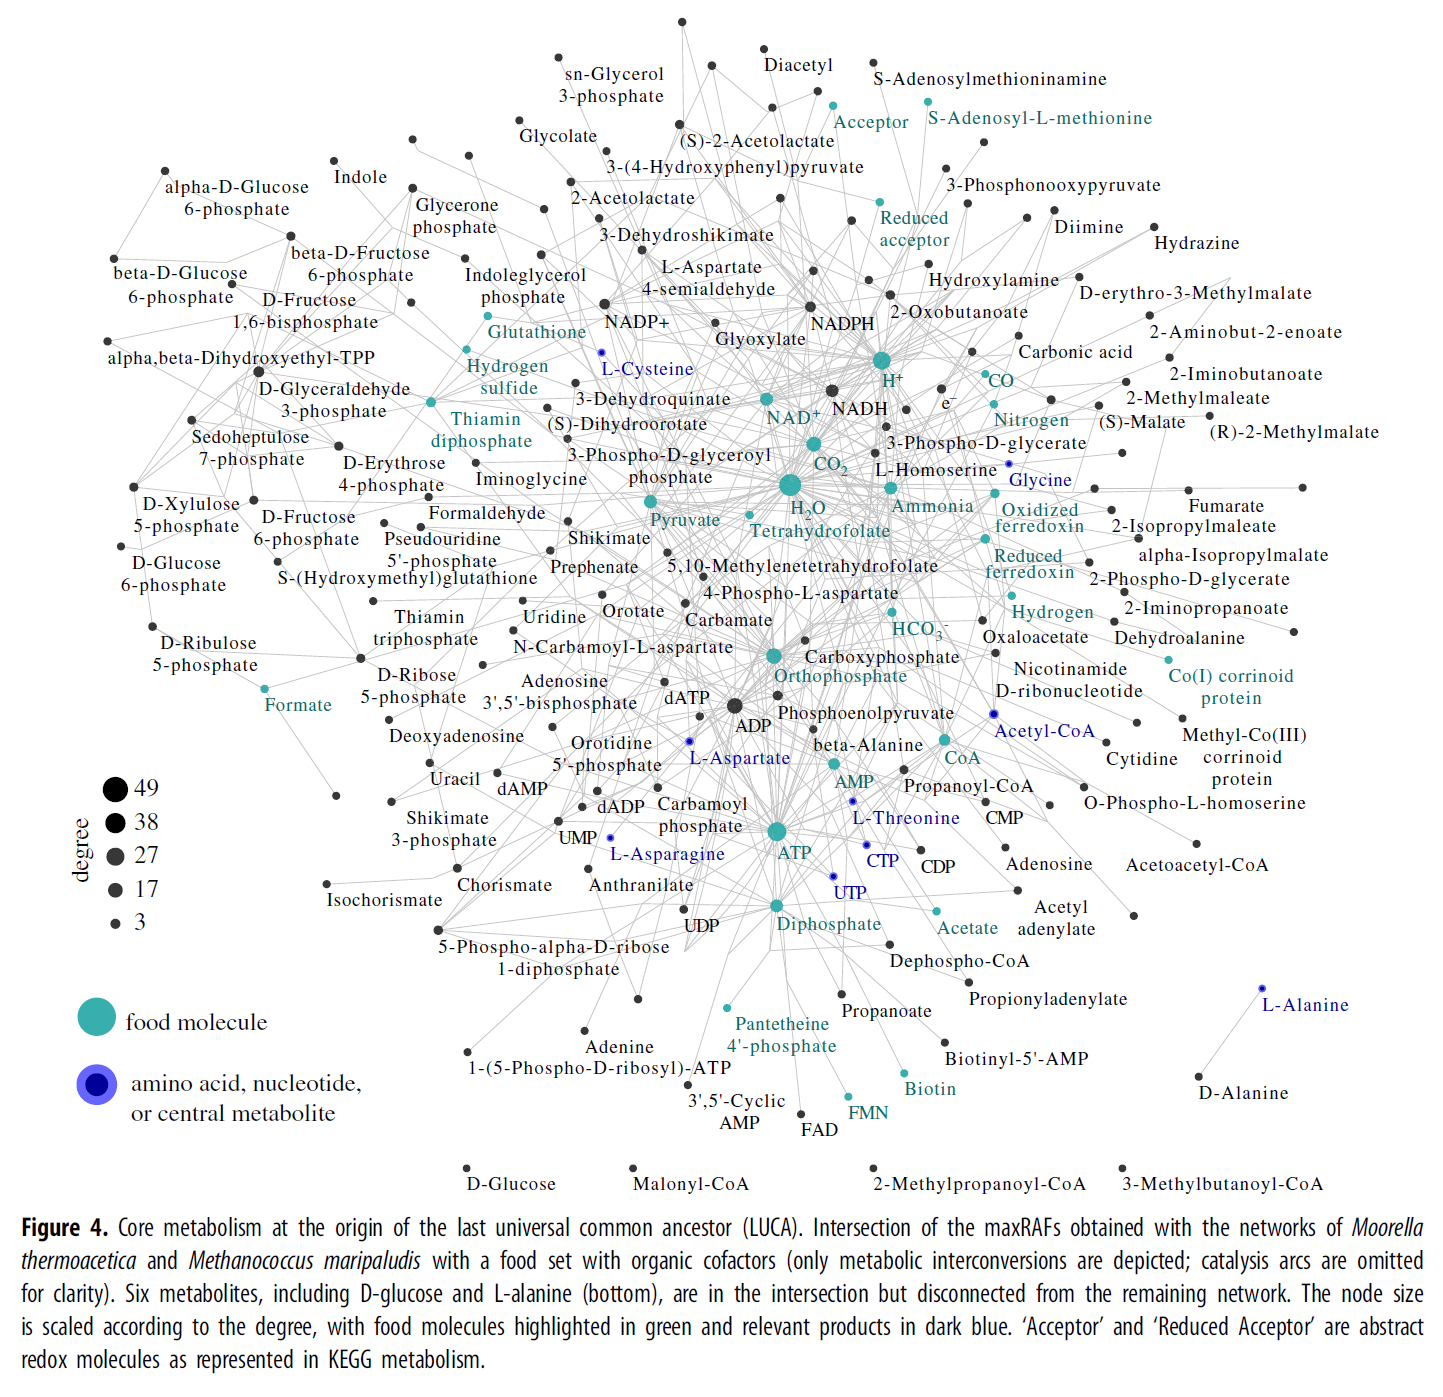 Diacetyl
sn-Glycerol
3-phosphate
S-Adenosylmethioninamine
Acceptor
S-Adenosyl-L-methionine
Glycolate
(S)-2-Acetolactate
3-(4-Hydroxyphenyl)pyruvate
Indole
alpha-D-Glucose
6-phosphate
3-Phosphonooxypyruvate
2-Acetolactate
Glycerone
phosphate
Reduced
acceptor
Diimine
Hydrazine
3-Dehydroshikimate
beta-D-Fructose
6-phosphate
beta-D-Glucose
6-phosphate
Indoleglycerol
phosphate
L-Aspartate
4-semialdehyde
Hydroxylamine
D-erythro-3-Methylmalate
D-Fructose
1,6-bisphosphate
NADP+
NADPH
2-Oxobutanoate
Glutathione
Glyoxylate
2-Aminobut-2-enoate
alpha,beta-Dihydroxyethyl-TPP
Hydrogen
sulfide
L-Cysteine
Carbonic acid
H+
CO
2-Iminobutanoate
D-Glyceraldehyde
3-phosphate
3-Dehydroquinate
NAD+
NADH
e−
2-Methylmaleate
Thiamin
diphosphate
(S)-Dihydroorotate
Nitrogen
(S)-Malate
(R)-2-Methylmalate
Sedoheptulose
7-phosphate
3-Phospho-D-glycerate
D-Erythrose
4-phosphate
Iminoglycine
3-Phospho-D-glyceroyl
phosphate
CO2
L-Homoserine
Glycine
D-Xylulose
5-phosphate
D-Fructose
6-phosphate
Formaldehyde
Pyruvate
H2O
Ammonia
Oxidized
ferredoxin
Fumarate
2-Isopropylmaleate
Tetrahydrofolate
Pseudouridine
5'-phosphate
Shikimate
D-Glucose
6-phosphate
S-(Hydroxymethyl)glutathione
Prephenate
5,10-Methylenetetrahydrofolate
Reduced
ferredoxin
alpha-Isopropylmalate
2-Phospho-D-glycerate
4-Phospho-L-aspartate
Thiamin
triphosphate
Uridine
Orotate
Carbamate
HCO3-
Hydrogen
2-Iminopropanoate
Oxaloacetate
Dehydroalanine
D-Ribulose
5-phosphate
N-Carbamoyl-L-aspartate
Carboxyphosphate
Orthophosphate
Nicotinamide
D-ribonucleotide
Co(I) corrinoid
protein
D-Ribose
5-phosphate
Adenosine
3',5'-bisphosphate
dATP
Formate
ADP
Phosphoenolpyruvate
Deoxyadenosine
Orotidine
5'-phosphate
L-Aspartate
beta-Alanine
CoA
Acetyl-CoA
Cytidine
Methyl-Co(III)
corrinoid
protein
Uracil
dAMP
AMP
Propanoyl-CoA
dADP
Carbamoyl
phosphate
L-Threonine
CMP
O-Phospho-L-homoserine
Shikimate
3-phosphate
UMP
L-Asparagine
ATP
CTP
CDP
Adenosine
Acetoacetyl-CoA
Isochorismate
Chorismate
Anthranilate
UTP
Acetyl
adenylate
UDP
Diphosphate
Acetate
5-Phospho-alpha-D-ribose
1-diphosphate
Dephospho-CoA
Propionyladenylate
Propanoate
L-Alanine
Pantetheine
4'-phosphate
Adenine
1-(5-Phospho-D-ribosyl)-ATP
Biotinyl-5'-AMP
Biotin
D-Alanine
3',5'-Cyclic
AMP
FMN
FAD
D-Glucose
Malonyl-CoA
2-Methylpropanoyl-CoA
3-Methylbutanoyl-CoA
degree
49
38
27
17
3
food molecule
amino acid, nucleotide,
or central metabolite
Figure 4. Core metabolism at the origin of the last universal common ancestor (LUCA). Intersection of the maxRAFs obtained with the networks of Moorella
thermoacetica and Methanococcus maripaludis with a food set with organic cofactors (only metabolic interconversions are depicted; catalysis arcs are omitted
for clarity). Six metabolites, including D-glucose and L-alanine (bottom), are in the intersection but disconnected from the remaining network. The node size
is scaled according to the degree, with food molecules highlighted in green and relevant products in dark blue. ‘Acceptor’ and ‘Reduced Acceptor’ are abstract
redox molecules as represented in KEGG metabolism.